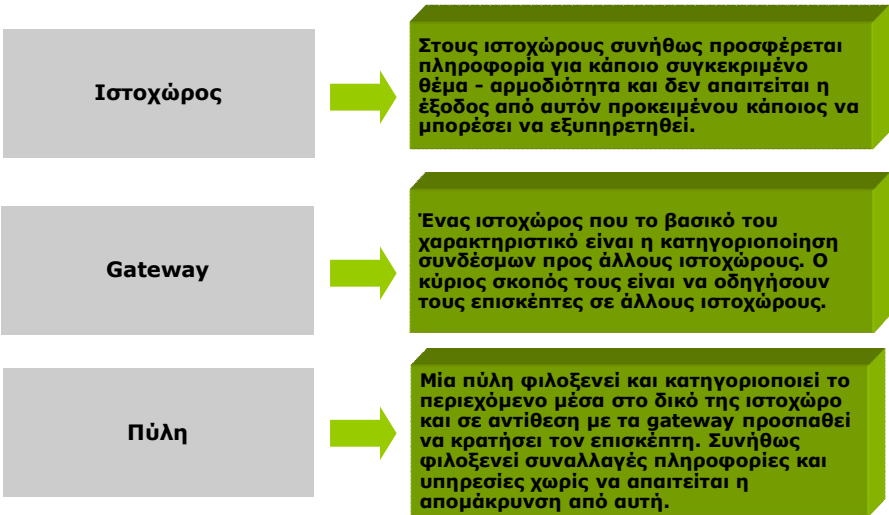 Ιστοχώρος
Στους ιστοχώρους συνήθως προσφέρεται
πληροφορία για κάποιο συγκεκριμένο
θέμα - αρμοδιότητα και δεν απαιτείται η
έξοδος από αυτόν προκειμένου κάποιος να
μπορέσει να εξυπηρετηθεί.
Gateway
Ένας ιστοχώρος που το βασικό του
χαρακτηριστικό είναι η κατηγοριοποίηση
συνδέσμων προς άλλους ιστοχώρους. Ο
κύριος σκοπός τους είναι να οδηγήσουν
τους επισκέπτες σε άλλους ιστοχώρους.
Πύλη
Μία πύλη φιλοξενεί και κατηγοριοποιεί το
περιεχόμενο μέσα στο δικό της ιστοχώρο
και σε αντίθεση με τα gateway προσπαθεί
να κρατήσει τον επισκέπτη. Συνήθως
φιλοξενεί συναλλαγές πληροφορίες και
υπηρεσίες χωρίς να απαιτείται η
απομάκρυνση από αυτή.